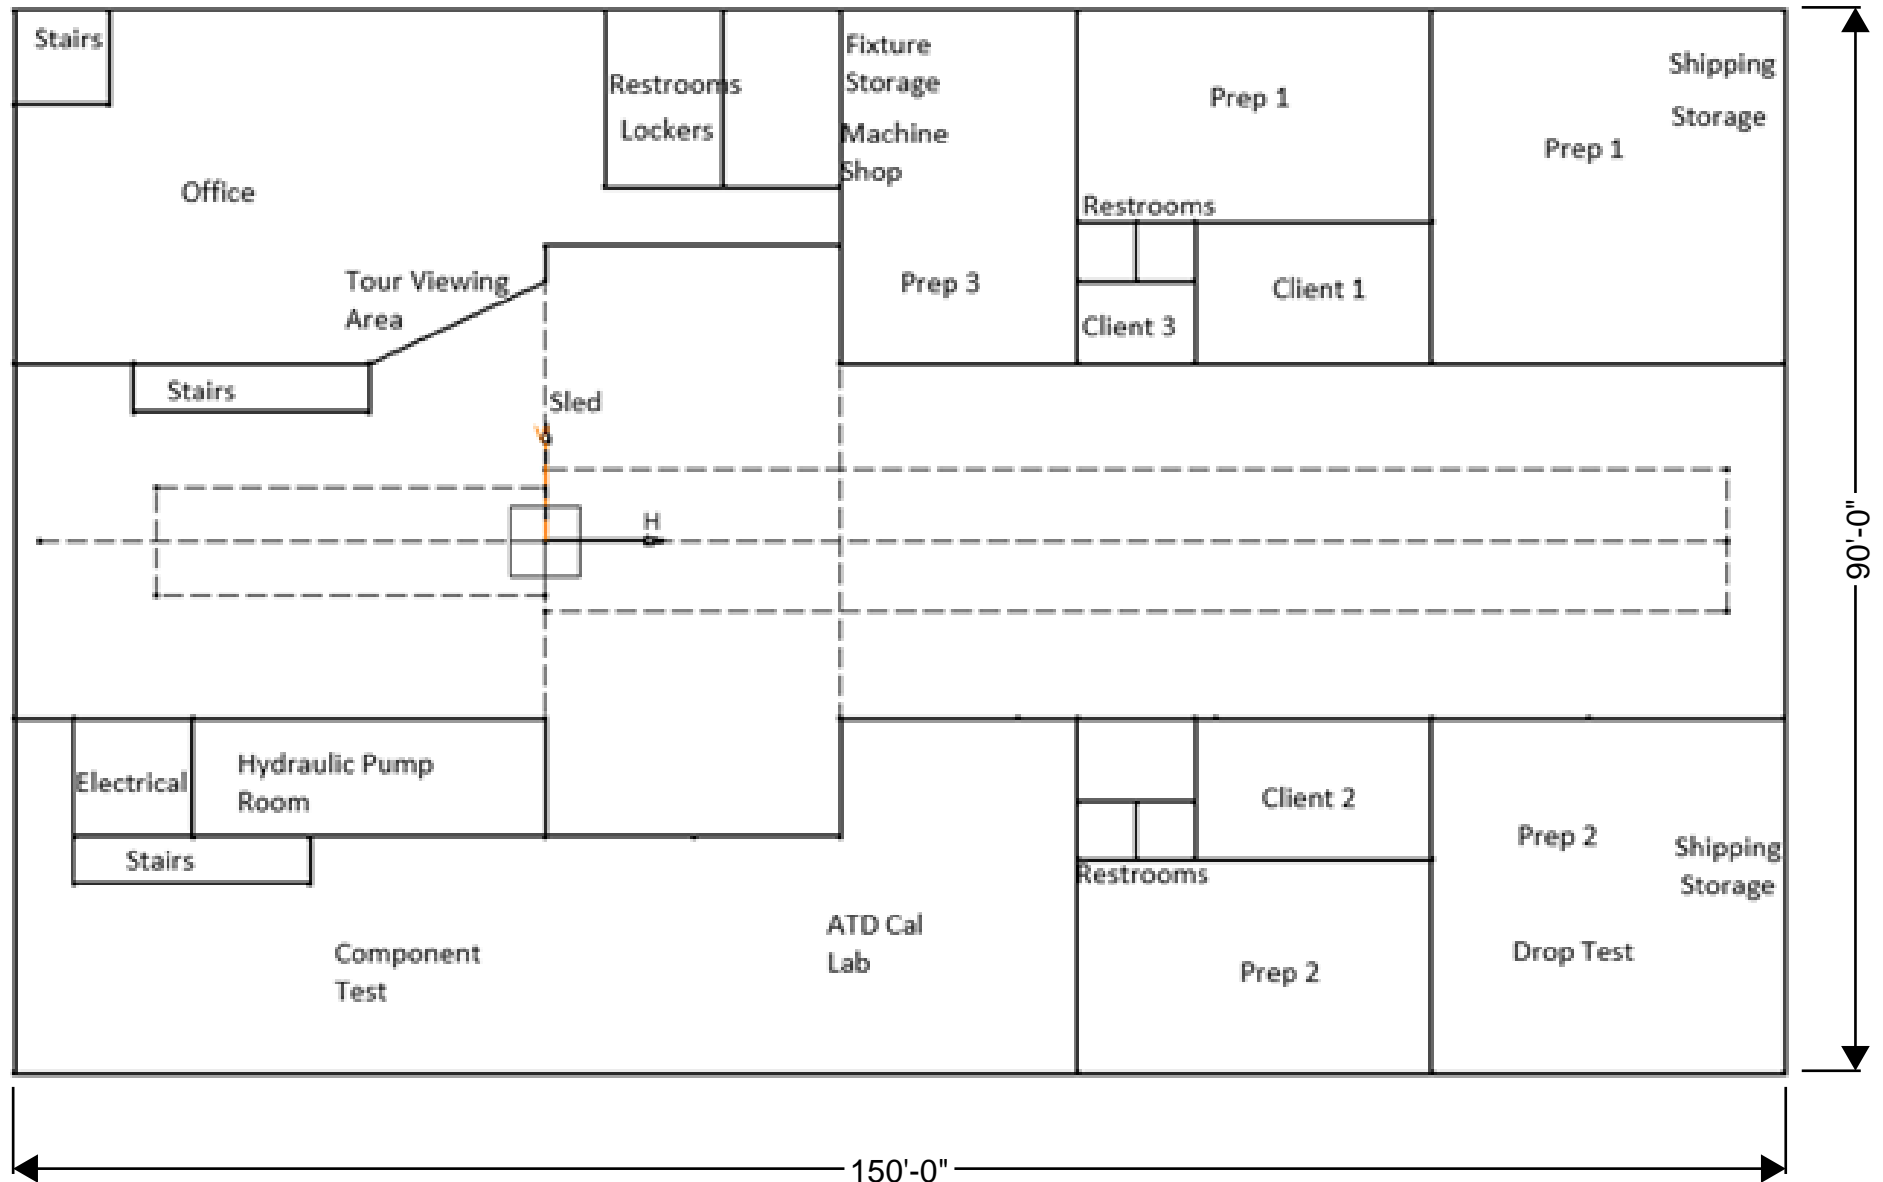 Stairs
Restrooms
Lockers
Fixture
Storage
Machine
Shop
Prep 1
Shipping
Storage
Prep 1
Office
Restrooms
Tour Viewing
Area
Prep 3
Client 1
Client 3
Stairs
Sled
V
H
90'-0"
Electrical
Hydraulic Pump
Room
Client 2
Prep 2
Shipping
Storage
Stairs
Restrooms
Component
Test
ATD Cal
Lab
Prep 2
Drop Test
150'-0"